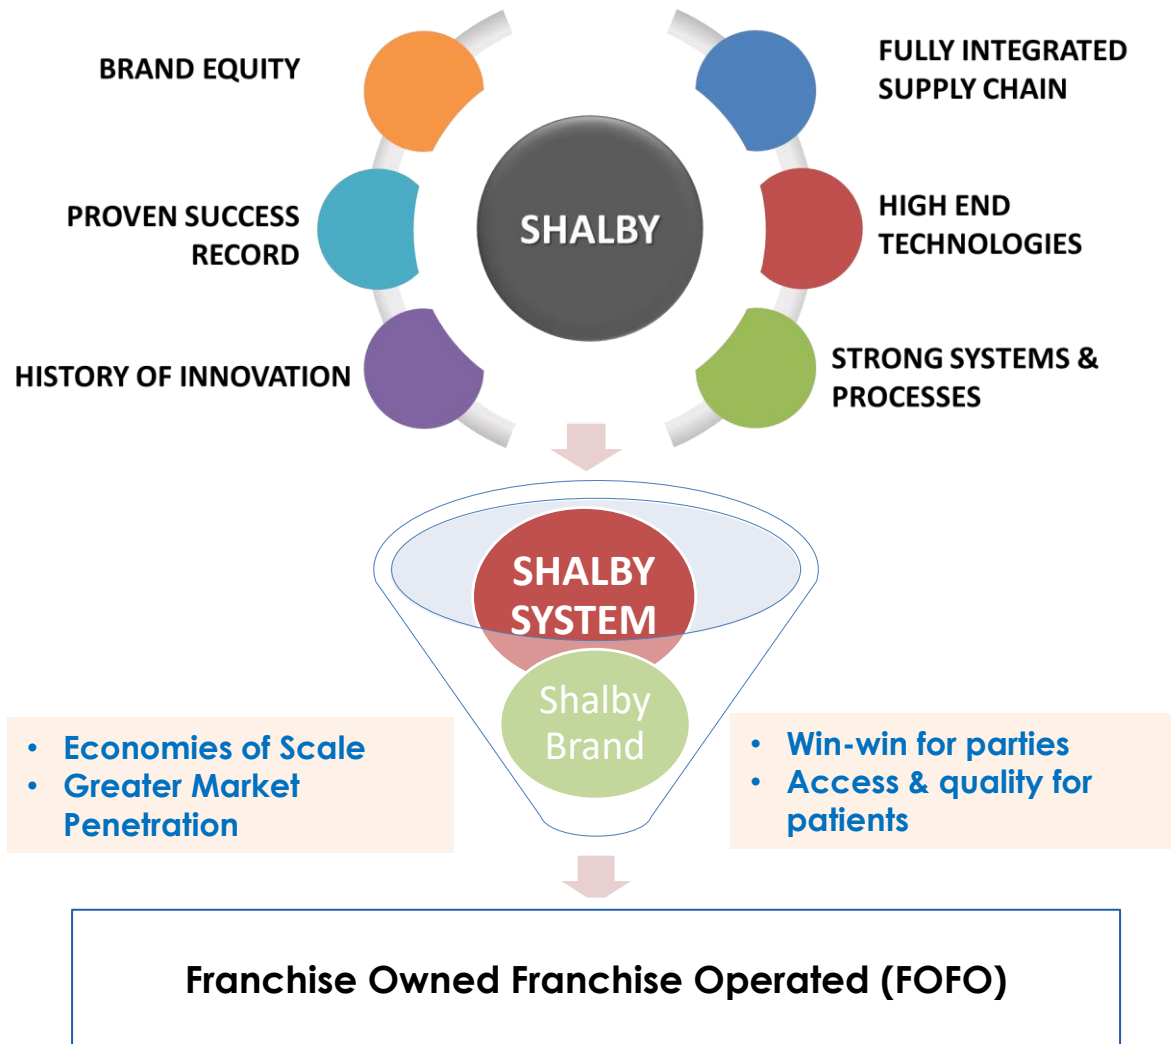 BRAND EQUITY
PROVEN SUCCESS
RECORD
HISTORY OF INNOVATION
SHALBY
FULLY INTEGRATED
SUPPLY CHAIN
HIGH END
TECHNOLOGIES
STRONG SYSTEMS &
PROCESSES
SHALBY
SYSTEM
Shalby
Brand
• Economies of Scale
• Greater Market
Penetration
• Win-win for parties
• Access & quality for
patients
Franchise Owned Franchise Operated (FOFO)